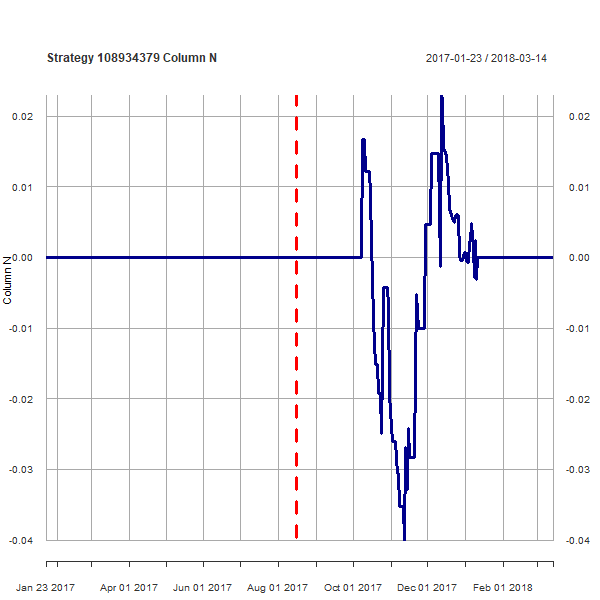 Strategy 108934379 Column N 2017-01-23 / 2018-03-14
0.02 0.02
0.01 0.01
0.00 0.00
Column N
-0.01 -0.01
-0.02 -0.02
-0.03 -0.03
-0.04 -0.04
Jan 23 2017 Apr 01 2017 Jun 01 2017 Aug 01 2017 Oct 01 2017 Dec 01 2017 Feb 01 2018